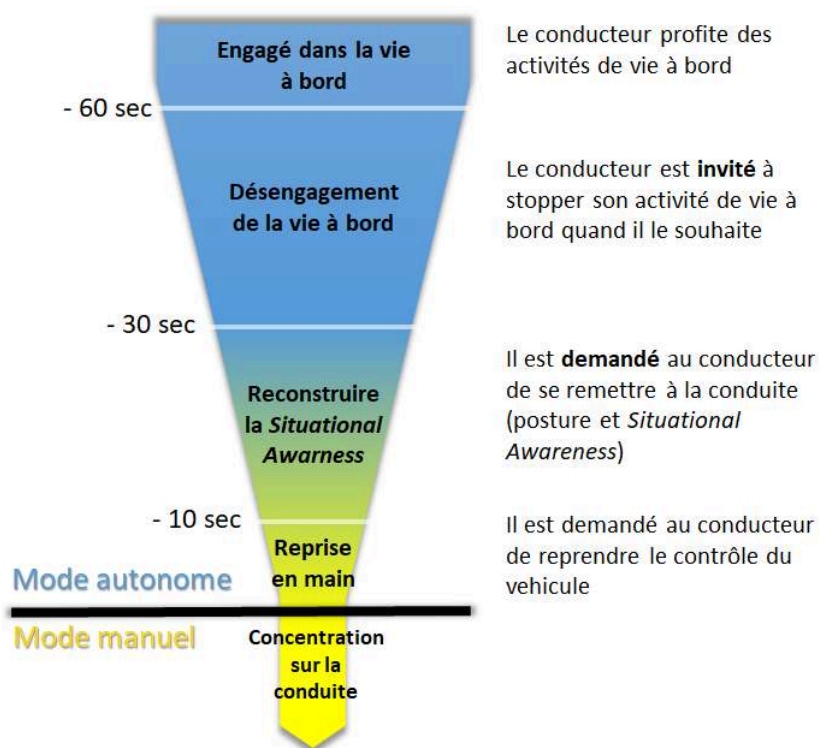 Engagé dans la vie
à bord
Le conducteur profite des
activités de vie à bord
- 60 sec
Désengagement
de la vie à bord
Le conducteur est invité à
stopper son activité de vie à
bord quand il le souhaite
- 30 sec
Reconstruire
la Situational
Awarness
Il est demandé au conducteur
de se remettre à la conduite
(posture et Situational
Awareness)
- 10 sec
Reprise
en main
Il est demandé au conducteur
de reprendre le contrôle du
vehicule
Mode autonome
Mode manuel
Concentration
sur la
conduite